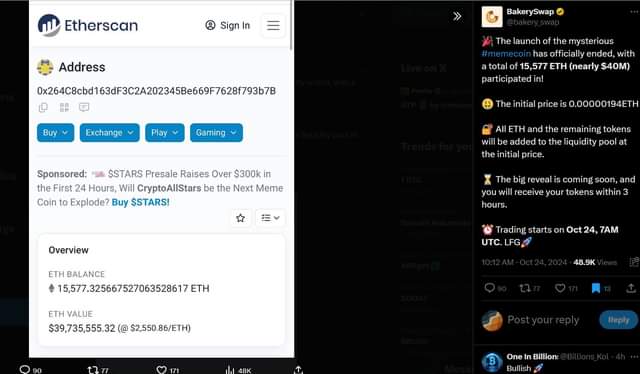 Etherscan
Sign In
Address
0x264C8cbd163dF3C2A202345Be669F7628f793b7B
Buy
Exchange
Play
Gaming
Sponsored: $STARS Presale Raises Over $300k in
the First 24 Hours, Will CryptoAllStars be the Next Meme
Coin to Explode? Buy $STARS!
Overview
ETH BALANCE
15,577.325667527063528617 ETH
ETH VALUE
$39,735,555.32 (@ $2,550.86/ETH)
90
77
171
48K
Live on X
Trends for you
BakerySwap
@bakery_swap
The launch of the mysterious
#memecoin has officially ended, with
a total of 15,577 ETH (nearly $40M)
participated in!
The initial price is 0.00000194ETH
All ETH and the remaining tokens
will be added to the liquidity pool at
the initial price.
The big reveal is coming soon, and
you will receive your tokens within 3
hours.
Trading starts on Oct 24, 7AM
UTC. LFG
10:12 AM · Oct 24, 2024 · 48.9K Views
90
77
171
13
Post your reply
Reply
One In Billion @Billions_Kol · 4h
Bullish